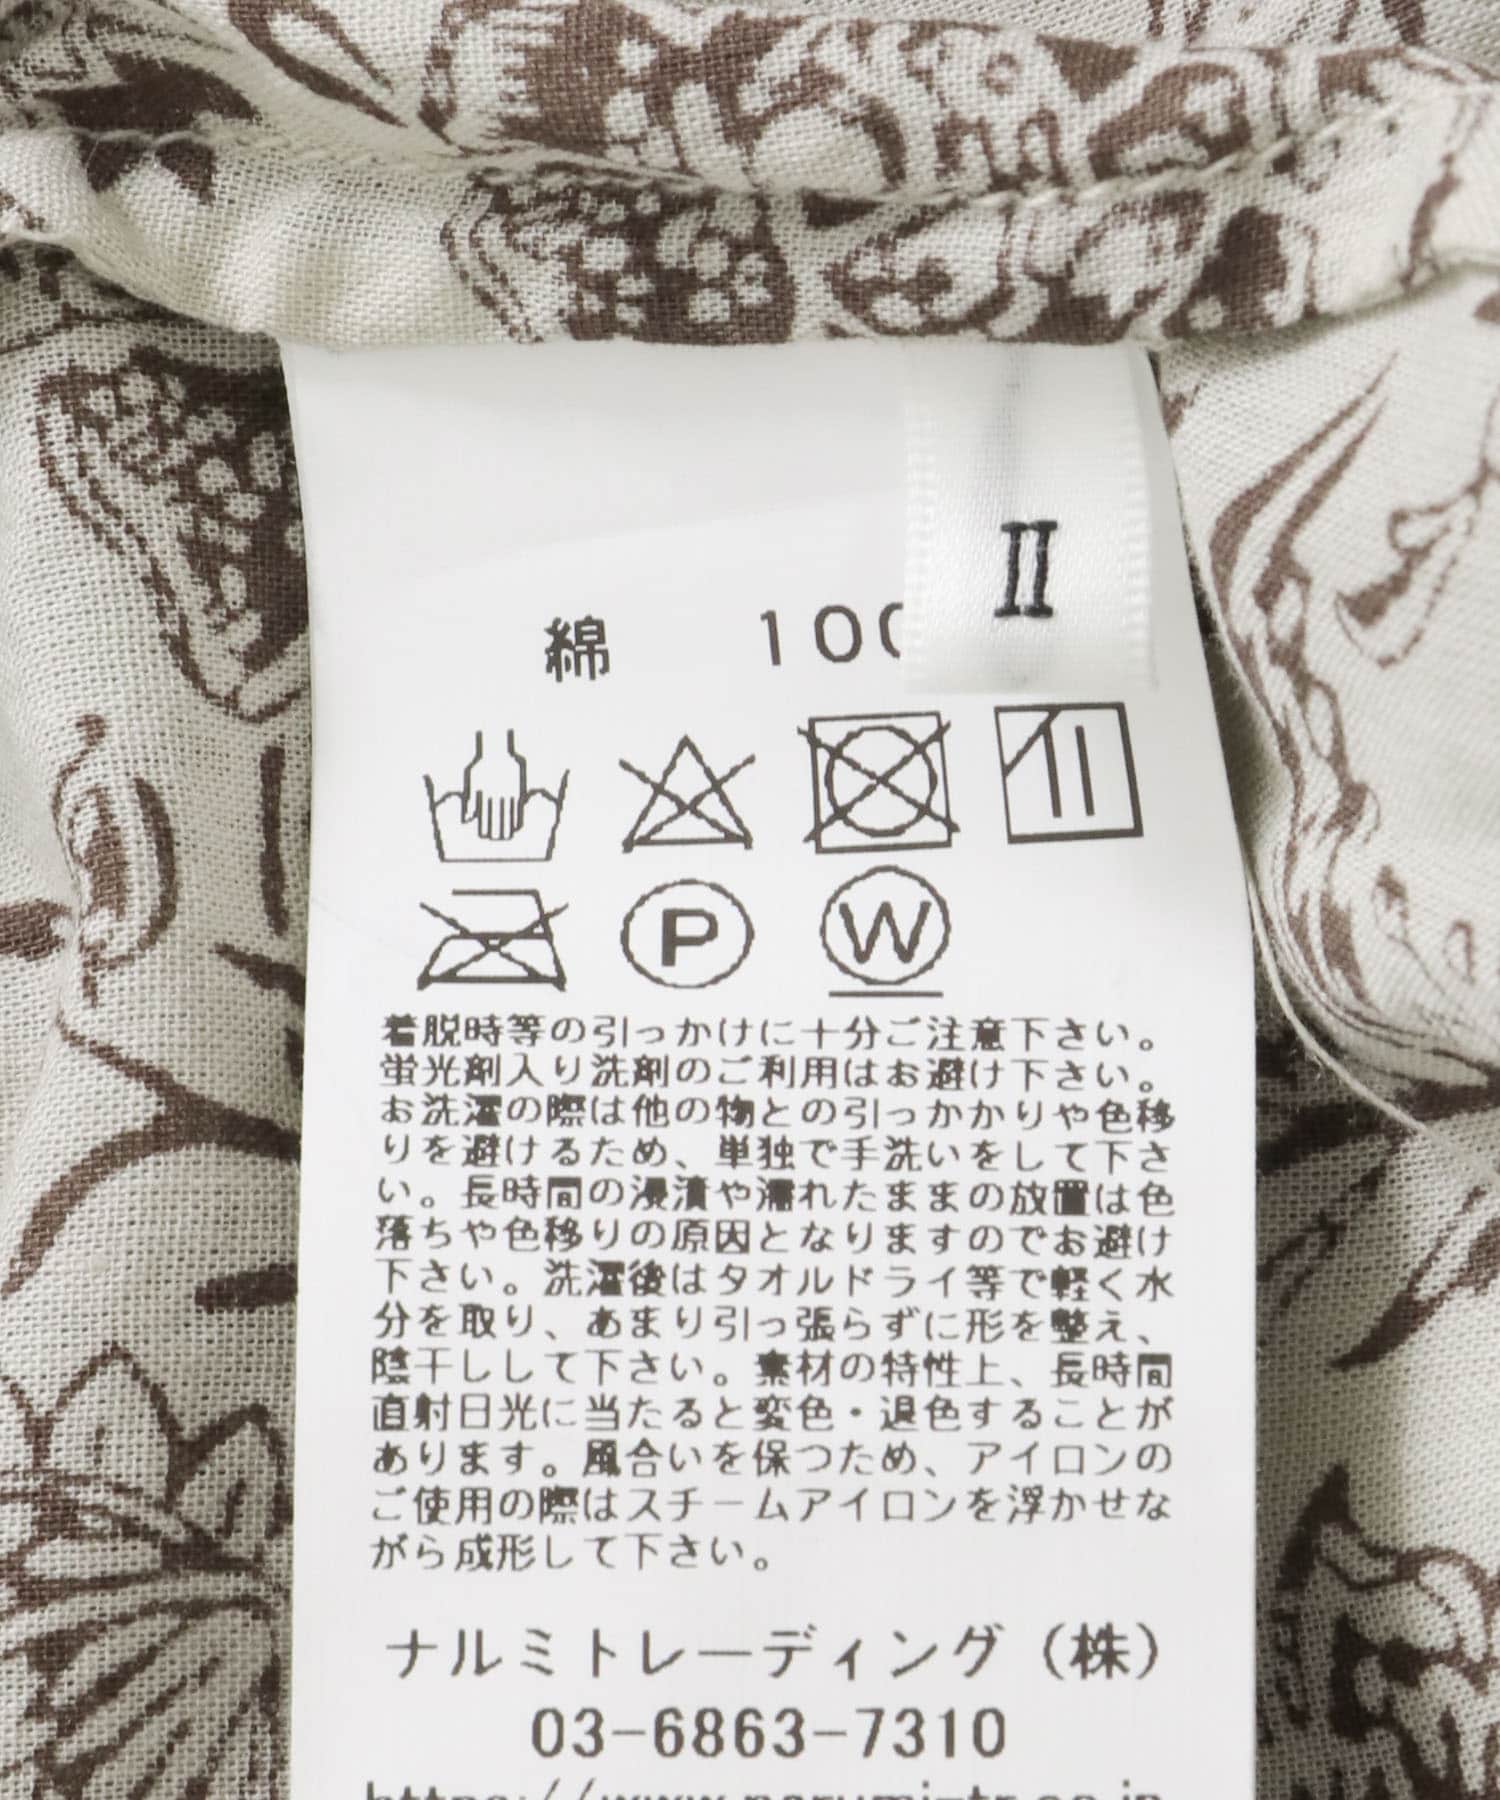 II
綿 100
P W
着脱時等の引っかけに十分ご注意下さい。
蛍光剤入り洗剤のご利用はお避け下さい。
お洗濯の際は他の物との引っかかりや色移
りを避けるため、単独で手洗いをして下さ
い。長時間の浸漬や濡れたままの放置は色
落ちや色移りの原因となりますのでお避け
下さい。洗濯後はタオルドライ等で軽く水
分を取り、あまり引っ張らずに形を整え、
陰干しして下さい。素材の特性上、長時間
直射日光に当たると変色・退色することが
あります。風合いを保つため、アイロンの
ご使用の際はスチームアイロンを浮かせな
がら成形して下さい。
ナルミトレーディング(株)
03-6863-7310
https://www.narumi-tr.co.jp